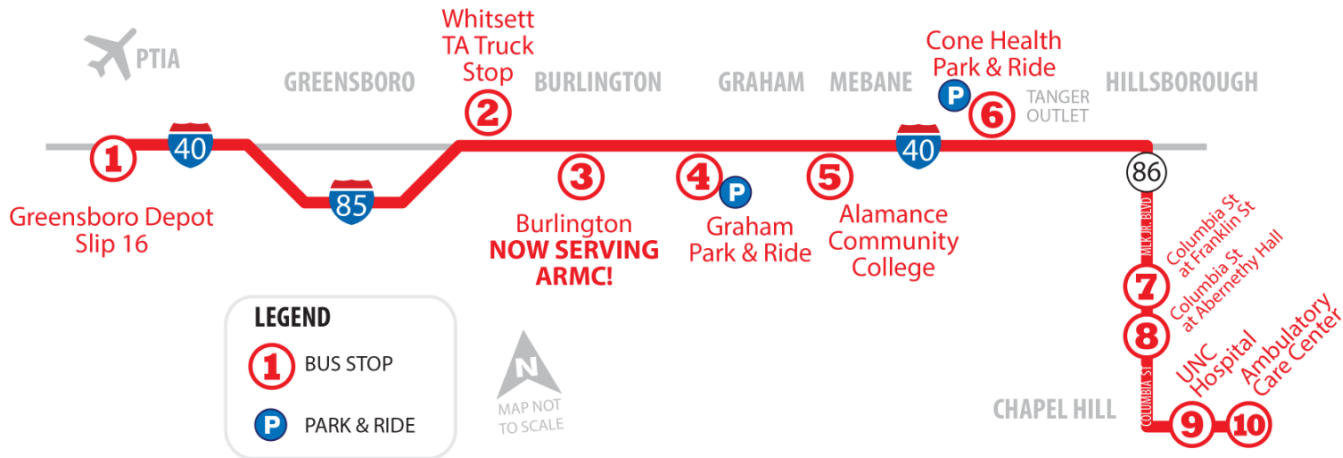 PTIA
GREENSBORO
Whitsett
TA Truck
Stop
BURLINGTON
GRAHAM
MEBANE
Cone Health
Park & Ride
HILLSBOROUGH
P
TANGER
OUTLET
1
40
2
85
3
4
P
5
40
6
86
Greensboro Depot
Slip 16
Burlington
NOW SERVING
ARMC!
Graham
Park & Ride
Alamance
Community
College
MLK JR. BLVD
Columbia St
at Franklin St
7
Columbia St
at Abernethy Hall
8
COLUMBIA ST
UNC
Hospital
Ambulatory
Care Center
CHAPEL HILL
9
10
LEGEND
1 BUS STOP
P PARK & RIDE
N
MAP NOT
TO SCALE